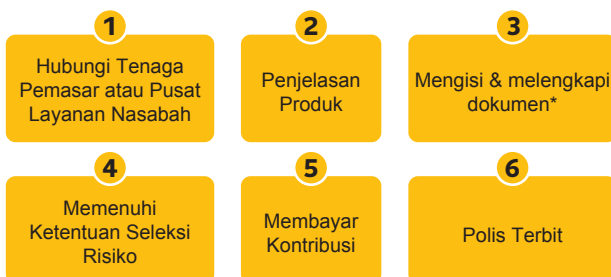 1
Hubungi Tenaga
Pemasar atau Pusat
Layanan Nasabah
2
Penjelasan
Produk
3
Mengisi & melengkapi
dokumen*
4
Memenuhi
Ketentuan Seleksi
Risiko
5
Membayar
Kontribusi
6
Polis Terbit